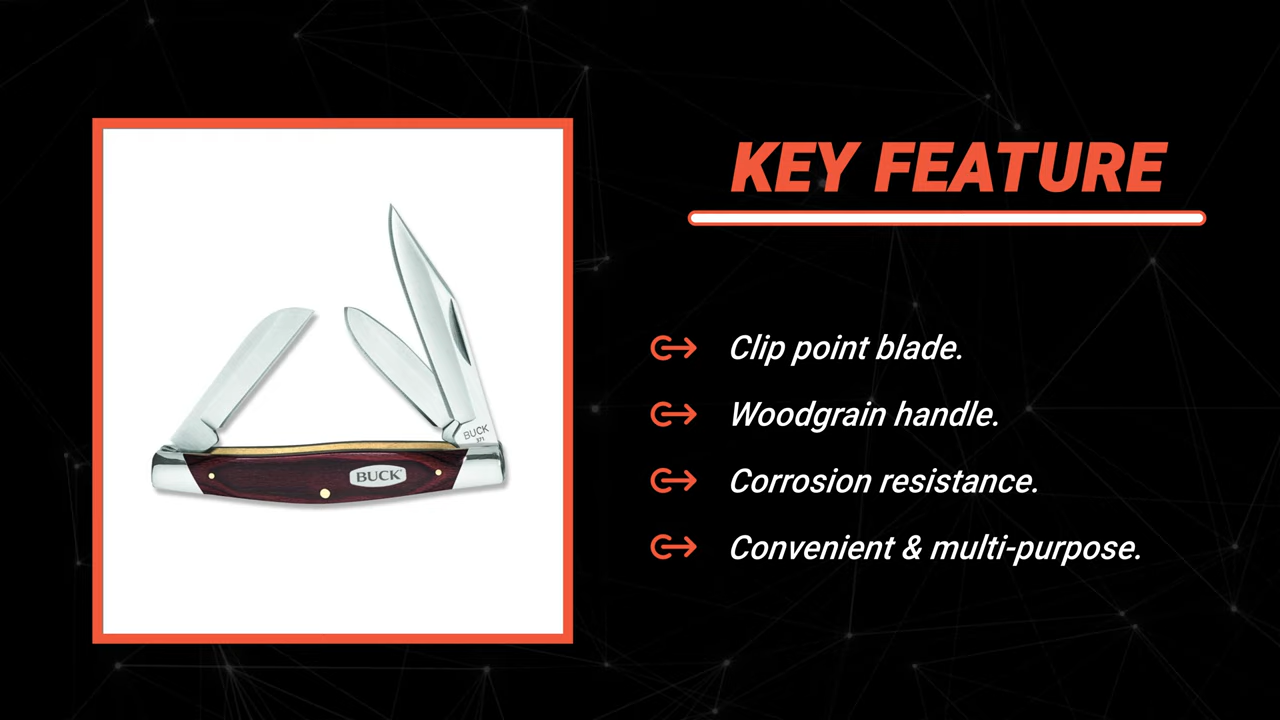 KEY FEATURE
Clip point blade.
Woodgrain handle.
Corrosion resistance.
Convenient & multi-purpose.
BUCK
371
BUCK